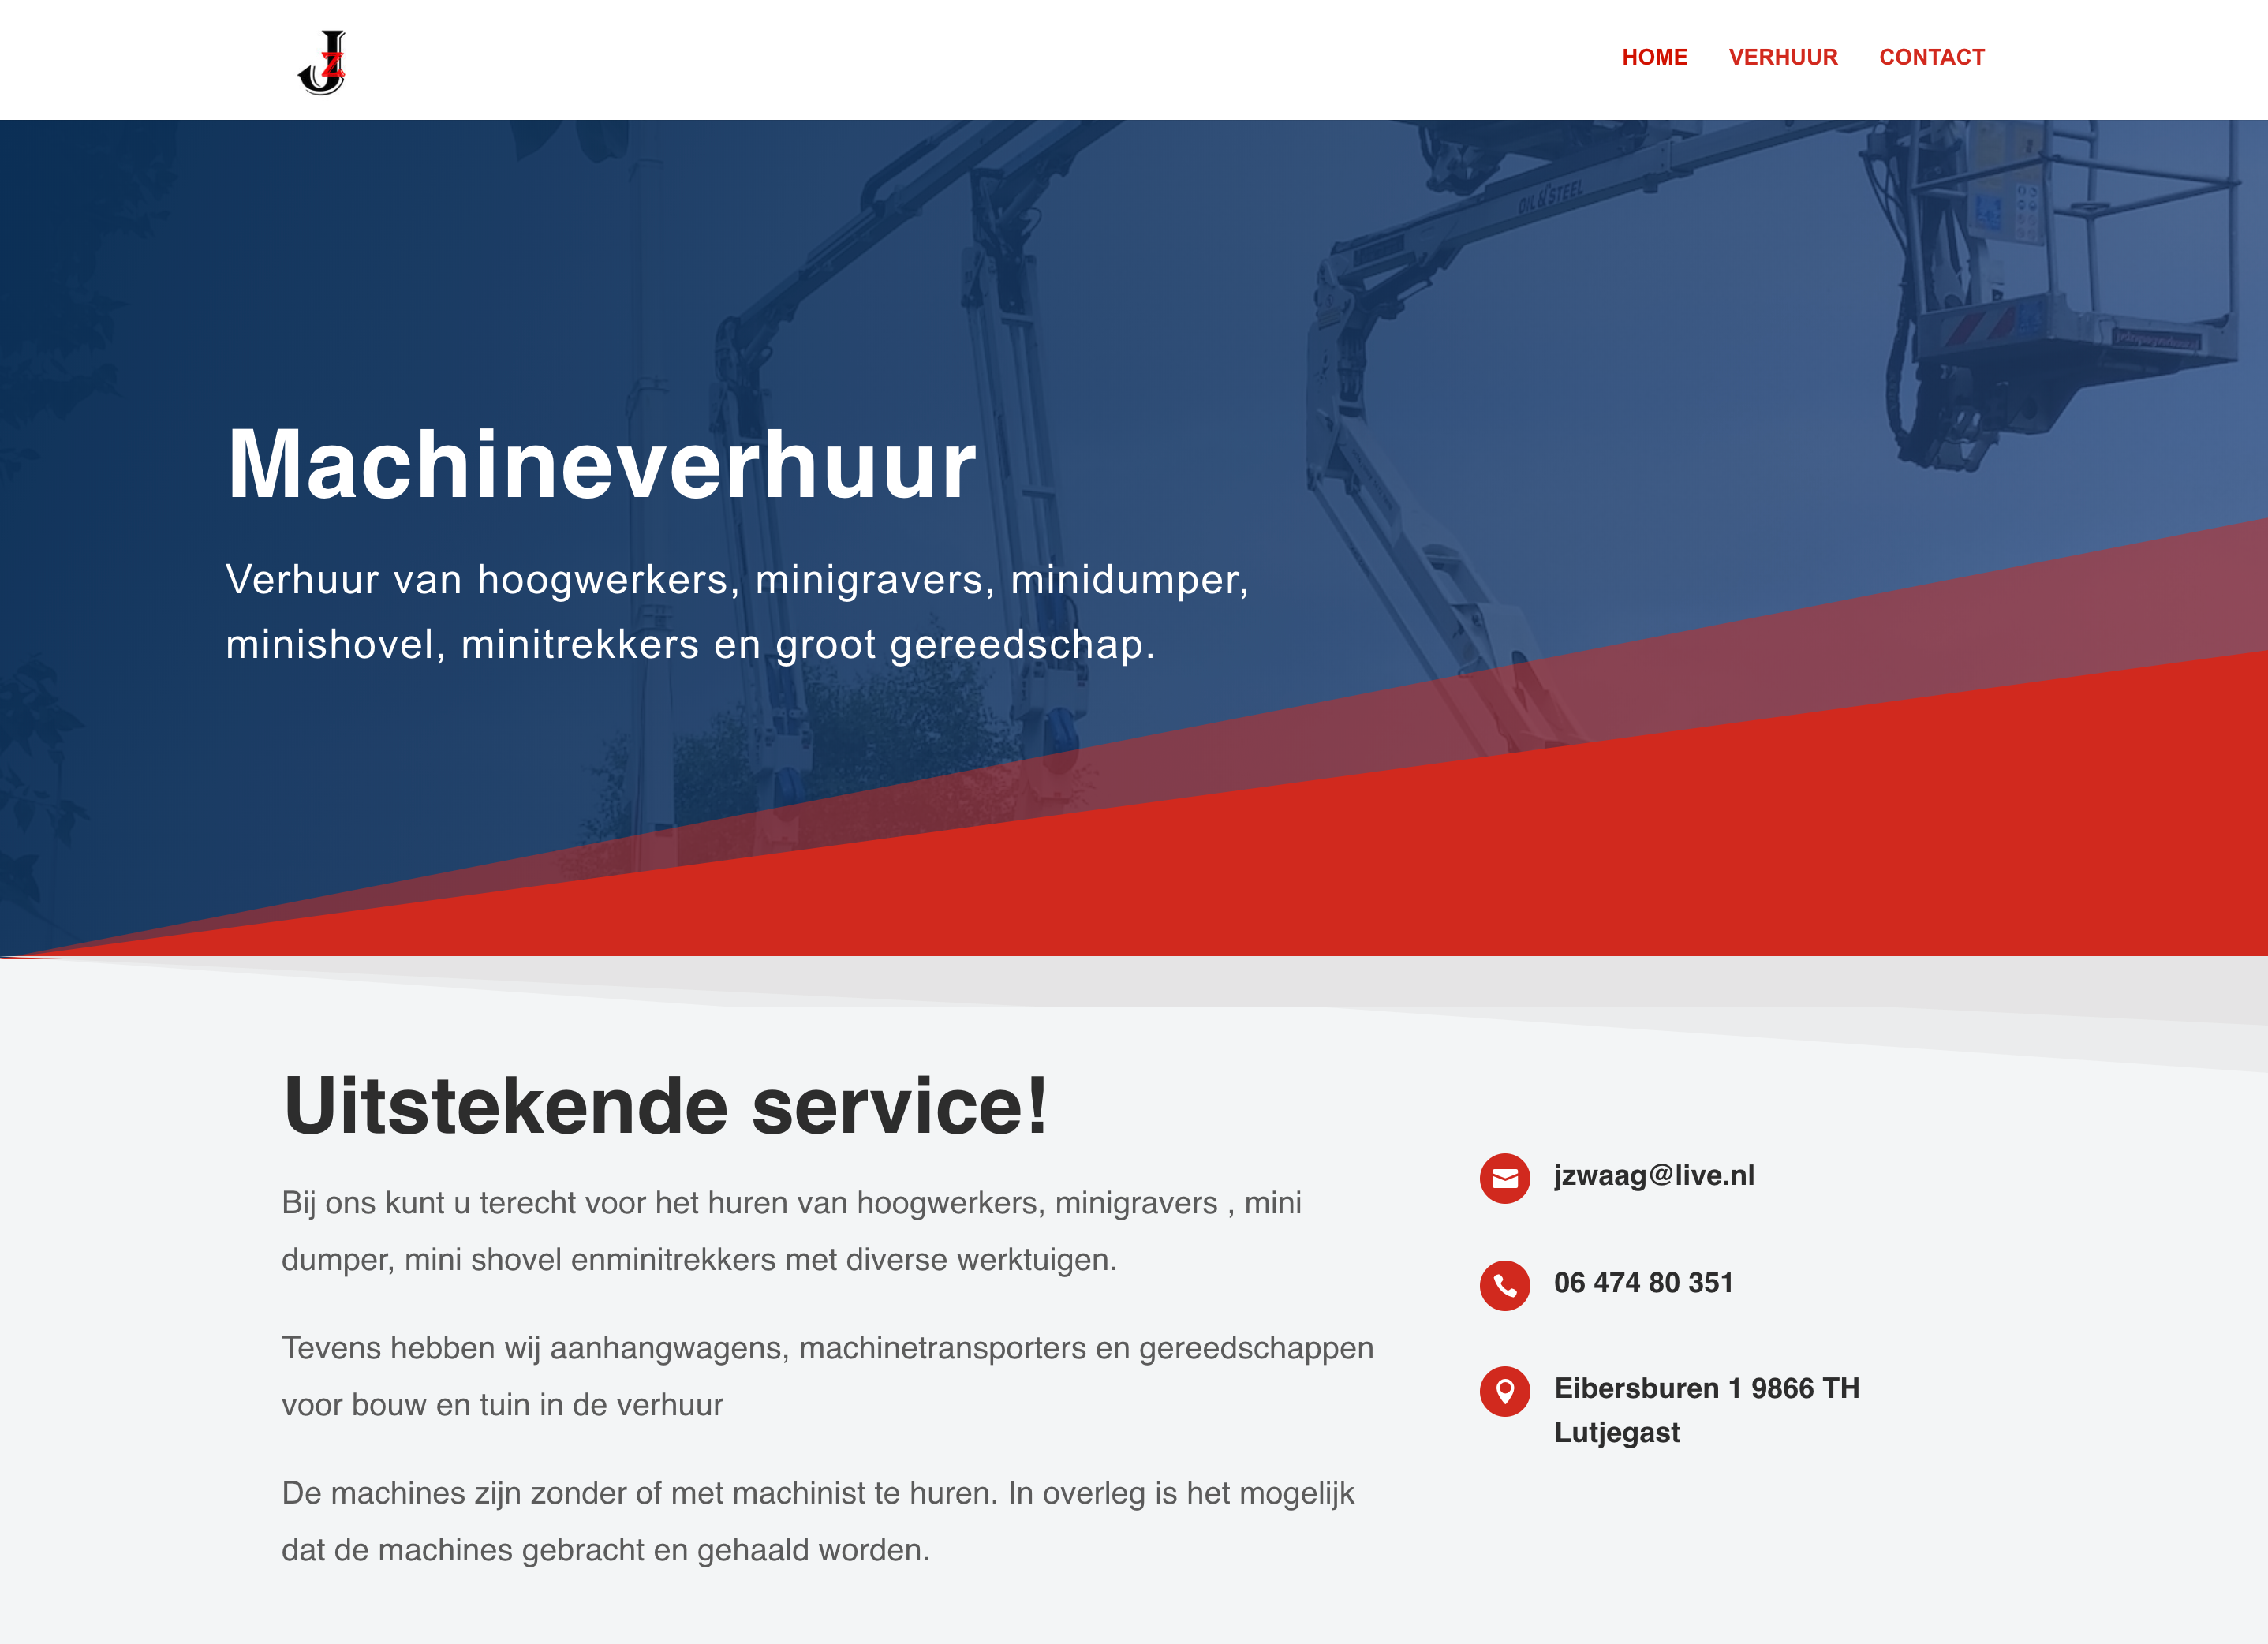 JZ
HOME VERHUUR CONTACT
OIL & STEEL
Machineverhuur
Verhuur van hoogwerkers, minigravers, minidumper,
minishovel, minitrekkers en groot gereedschap.
Uitstekende service!
Bij ons kunt u terecht voor het huren van hoogwerkers, minigravers , mini
dumper, mini shovel enminitrekkers met diverse werktuigen.
Tevens hebben wij aanhangwagens, machinetransporters en gereedschappen
voor bouw en tuin in de verhuur
De machines zijn zonder of met machinist te huren. In overleg is het mogelijk
dat de machines gebracht en gehaald worden.
jzwaag@live.nl
06 474 80 351
Eibersburen 1 9866 TH
Lutjegast